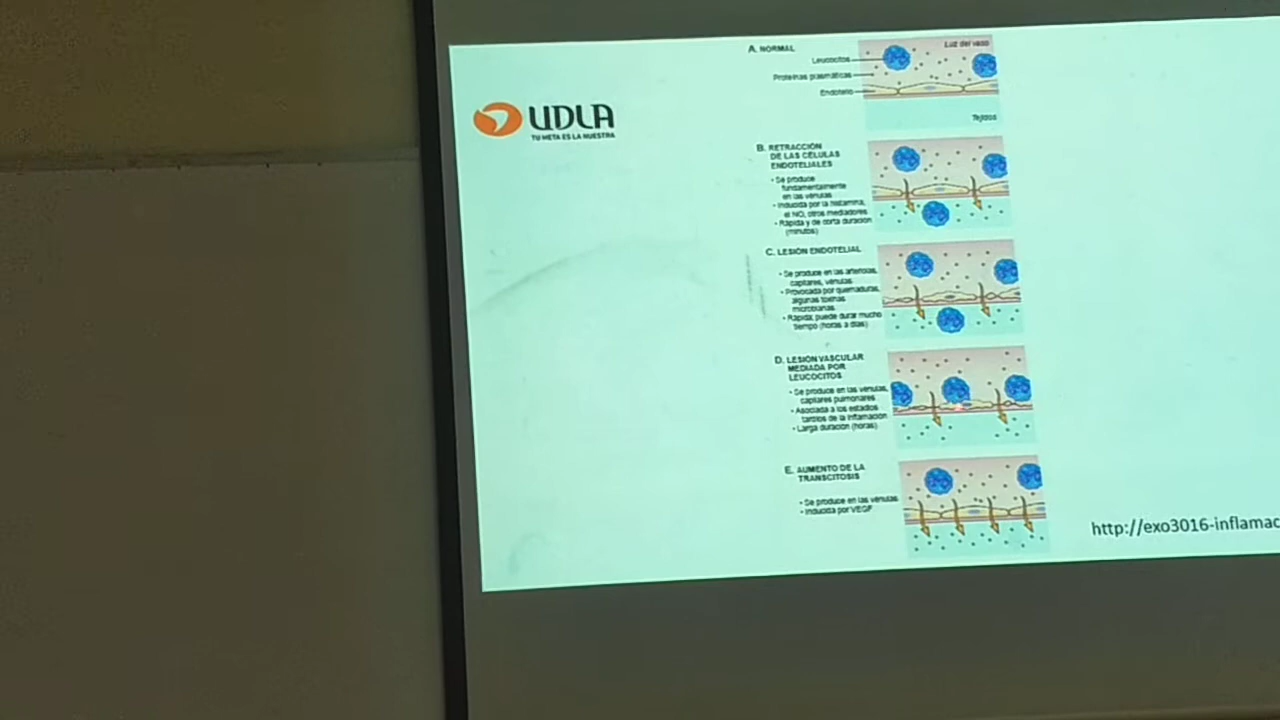 UDLA
TU META ES LA NUESTRA
A. NORMAL
Leucocitos
Proteínas plasmáticas
Endotelio
Luz del vaso
Tejidos
B. RETRACCIÓN
DE LAS CÉLULAS
ENDOTELIALES
• Se produce
fundamentalmente
en las vénulas
• Inducida por la histamina,
el NO, otros mediadores
• Rápida y de corta duración
(minutos)
C. LESIÓN ENDOTELIAL
• Se produce en las arteriolas,
capilares, vénulas
• Provocada por quemaduras,
algunas toxinas
microbianas
• Rápida; puede durar mucho
tiempo (horas a días)
D. LESIÓN VASCULAR
MEDIADA POR
LEUCOCITOS
• Se produce en las vénulas,
capilares pulmonares
• Asociada a los estadios
tardíos de la inflamación
• Larga duración (horas)
E. AUMENTO DE LA
TRANSCITOSIS
• Se produce en las vénulas
• Inducida por VEGF
http://exo3016-inflamac